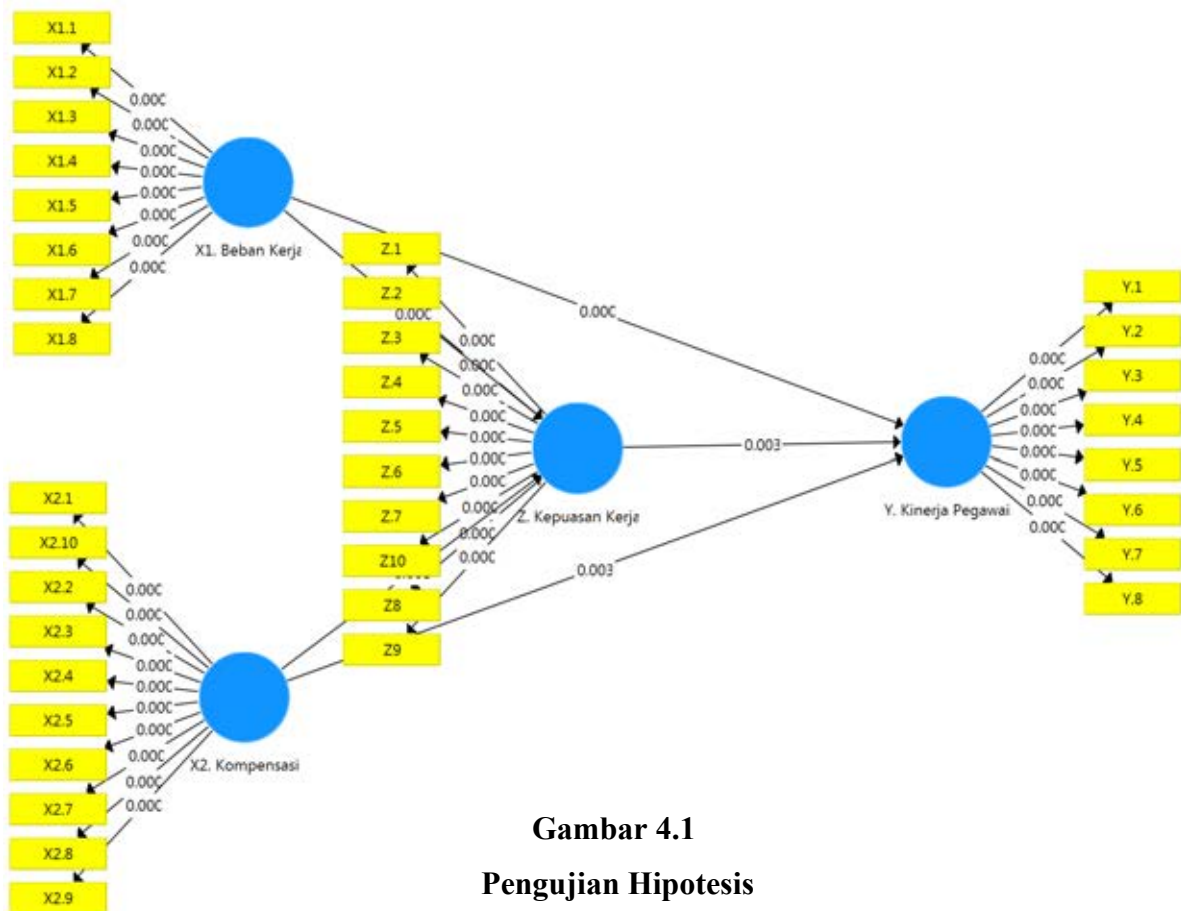 X1.1
X1.2
X1.3
X1.4
X1.5
X1.6
X1.7
X1.8
0.000
0.000
0.000
0.000
0.000
0.000
0.000
0.000
X1. Beban Kerja
0.000
0.000
Z.1
Z.2
Z.3
Z.4
Z.5
Z.6
Z.7
Z10
Z8
Z9
0.000
0.000
0.000
0.000
0.000
0.000
0.000
0.000
0.000
0.000
Z. Kepuasan Kerja
0.003
0.003
X2.1
X2.10
X2.2
X2.3
X2.4
X2.5
X2.6
X2.7
X2.8
X2.9
0.000
0.000
0.000
0.000
0.000
0.000
0.000
0.000
0.000
0.000
X2. Kompensasi
Y. Kinerja Pegawai
0.000
0.000
0.000
0.000
0.000
0.000
0.000
0.000
Y.1
Y.2
Y.3
Y.4
Y.5
Y.6
Y.7
Y.8
Gambar 4.1
Pengujian Hipotesis